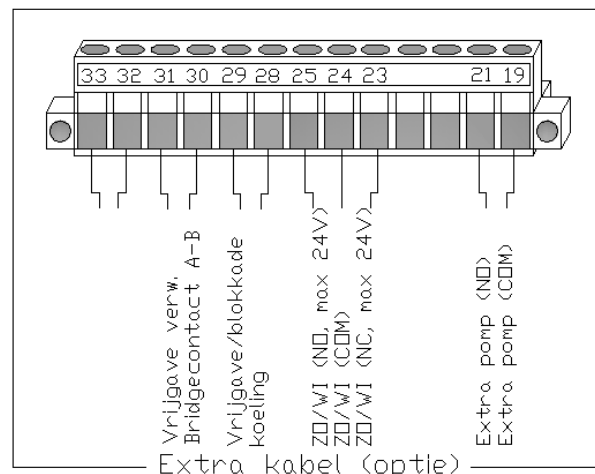 33 32 31 30 29 28 25 24 23 21 19
Vrijgave verw.
Bridgecontact A-B
Vrijgave/blokkade
koeling
ZO/WI (NO, max 24V)
ZO/WI (COM)
ZO/WI (NC, max 24V)
Extra pomp (NO)
Extra pomp (COM)
Extra kabel (optie)